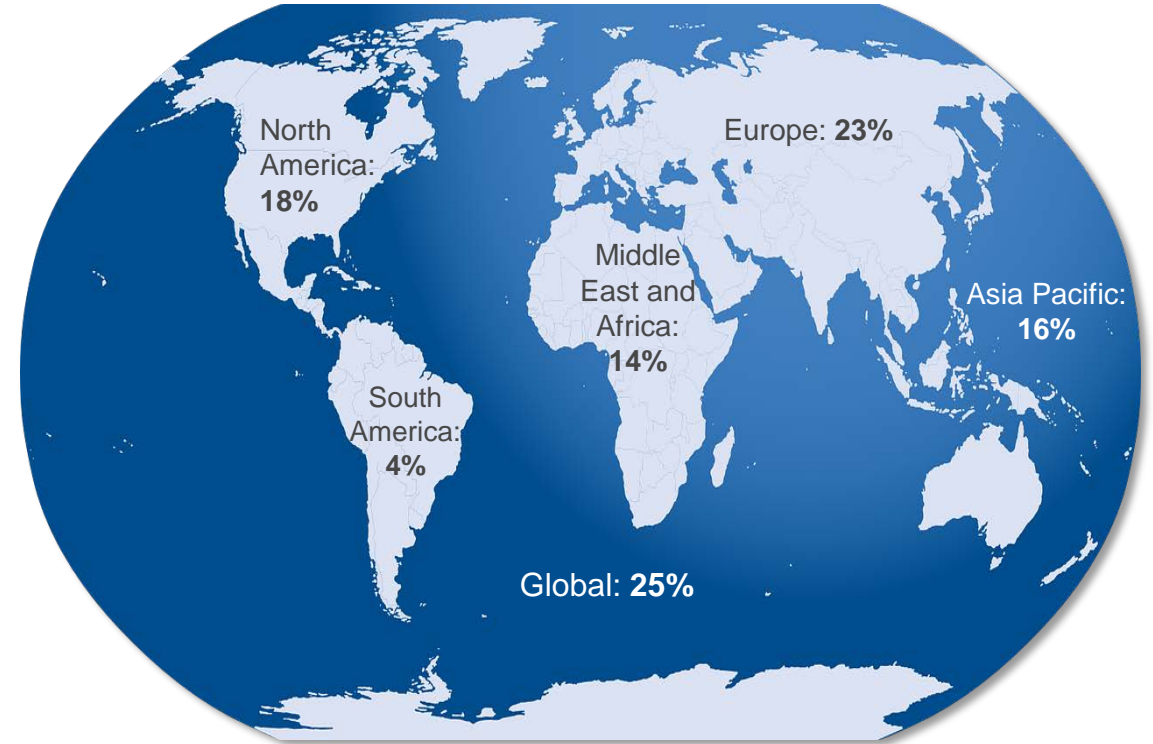 North
America:
18%
Europe: 23%
Middle
East and
Africa:
14%
Asia Pacific:
16%
South
America:
4%
Global: 25%